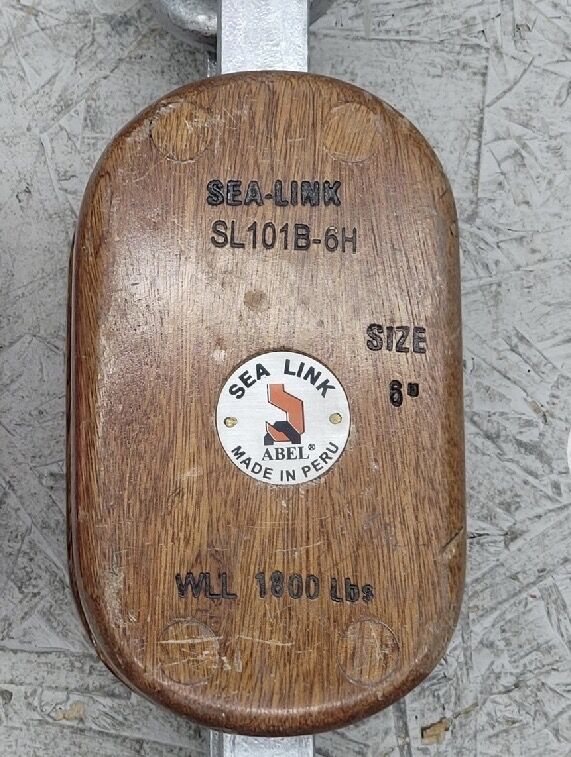 SEA-LINK
SL101B-6H
SIZE
6"
SEA LINK
ABEL®
MADE IN PERU
WLL 1800 Lbs